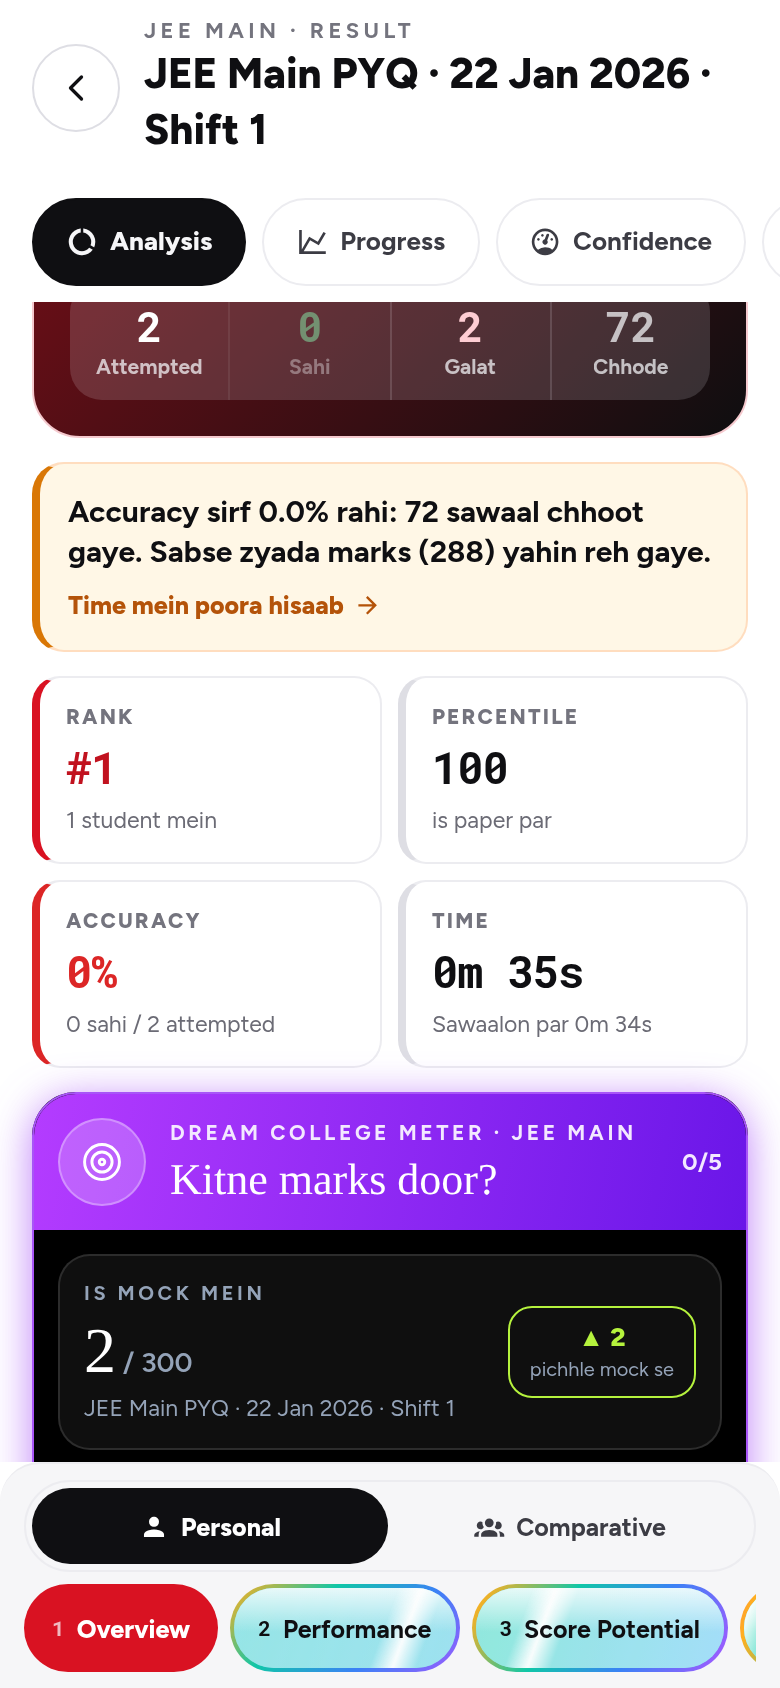 JEE MAIN · RESULT
JEE Main PYQ · 22 Jan 2026 ·
Shift 1
Analysis
Progress
Confidence
2
0
2
72
Attempted
Sahi
Galat
Chhode
Accuracy sirf 0.0% rahi: 72 sawaal chhoot
gaye. Sabse zyada marks (288) yahin reh gaye.
Time mein poora hisaab →
RANK
#1
1 student mein
PERCENTILE
100
is paper par
ACCURACY
0%
0 sahi / 2 attempted
TIME
0m 35s
Sawaalon par 0m 34s
DREAM COLLEGE METER · JEE MAIN
Kitne marks door?
0/5
IS MOCK MEIN
2 / 300
JEE Main PYQ · 22 Jan 2026 · Shift 1
▲ 2
pichhle mock se
Personal
Comparative
1 Overview
2 Performance
3 Score Potential